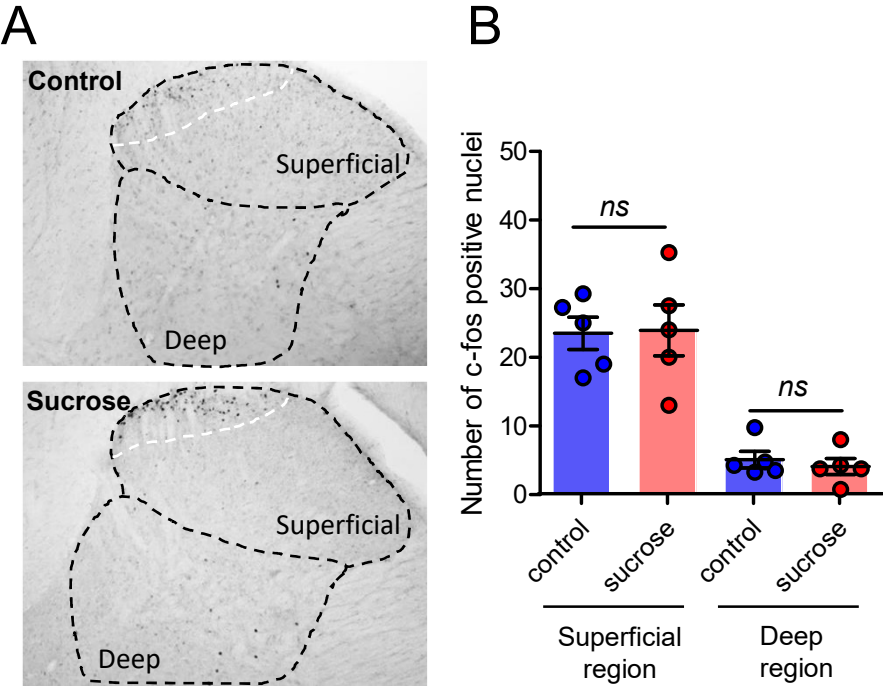 A
Control
Superficial
Deep
Sucrose
Superficial
Deep
B
Number of c-fos positive nuclei
50
40
30
20
10
0
ns
ns
control
sucrose
control
sucrose
Superficial
region
Deep
region